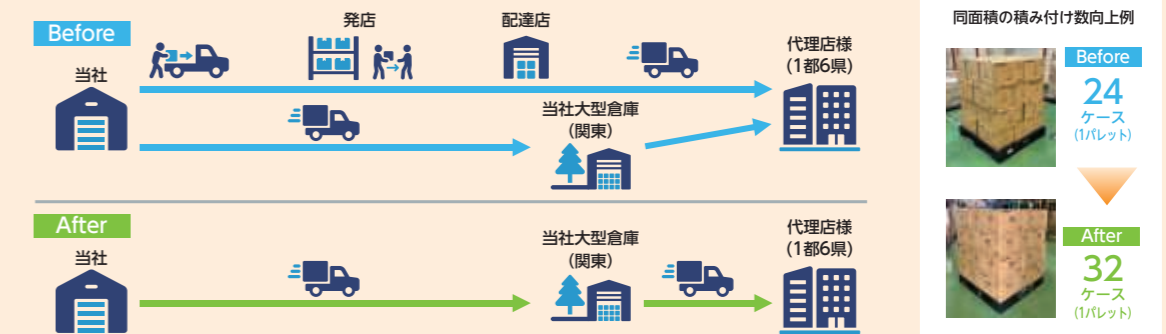 Before
発店
配達店
代理店様
(1都6県)
当社
当社大型倉庫
(関東)
After
当社
当社大型倉庫
(関東)
代理店様
(1都6県)
同面積の積み付け数向上例
Before
24
ケース
(1パレット)
After
32
ケース
(1パレット)